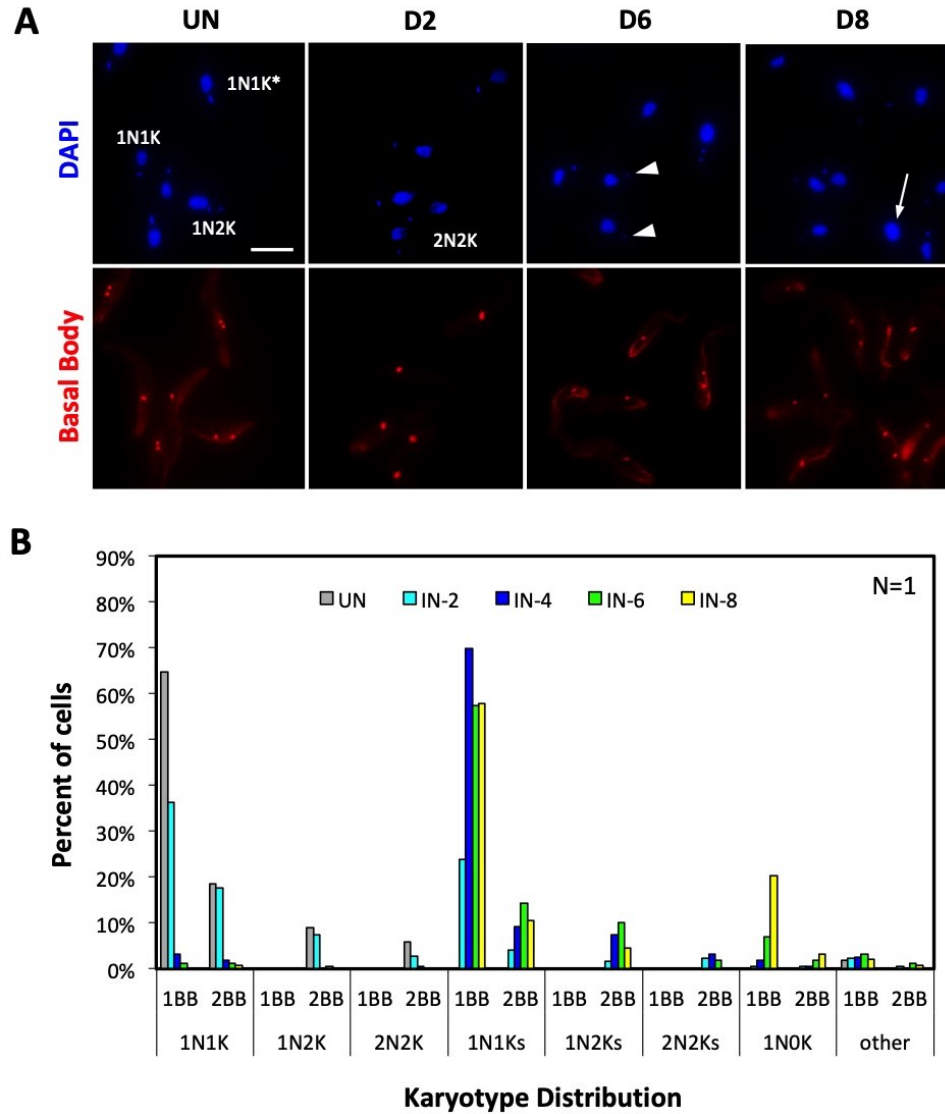 A
UN D2 D6 D8
DAPI
1N1K*
1N1K
1N2K
2N2K
Basal Body
B
N=1
UN IN-2 IN-4 IN-6 IN-8
Percent of cells
90%
80%
70%
60%
50%
40%
30%
20%
10%
0%
1BB 2BB 1BB 2BB 1BB 2BB 1BB 2BB 1BB 2BB 1BB 2BB 1BB 2BB 1BB 2BB
1N1K 1N2K 2N2K 1N1Ks 1N2Ks 2N2Ks 1N0K other
Karyotype Distribution